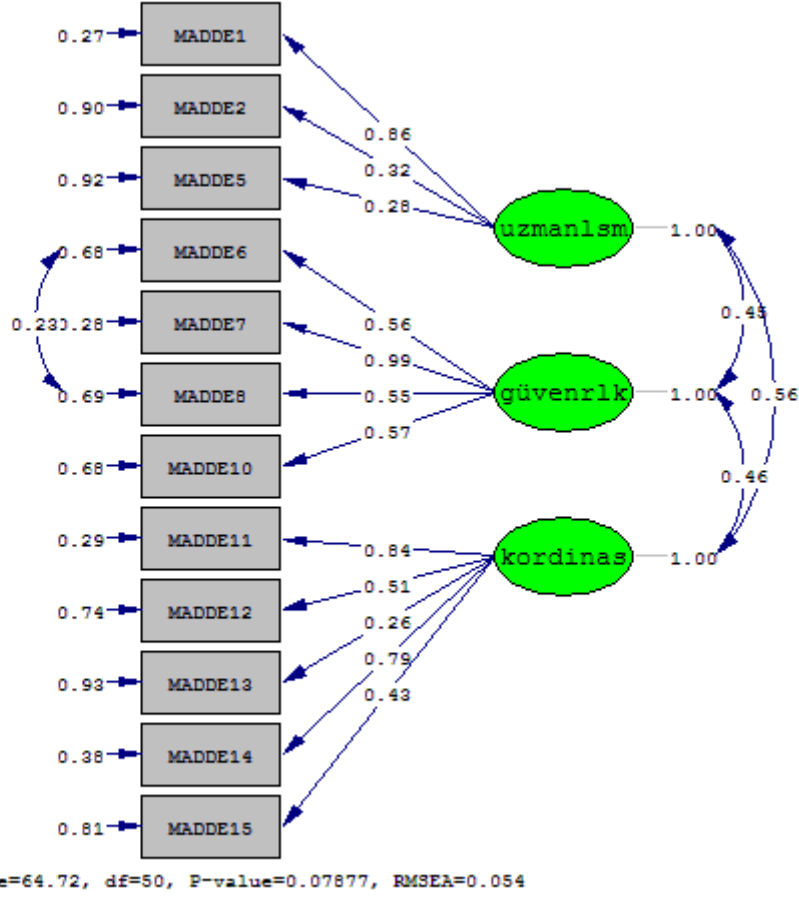 0.27 MADDE1
0.86
0.90 MADDE2
0.32
0.92 MADDE5
0.28
uzmanlsm 1.00
0.68 MADDE6
0.45
0.23 .28 MADDE7
0.56
0.99
0.69 MADDE8
0.55
güvenrlk 1.00 0.56
0.57
0.68 MADDE10
0.46
0.29 MADDE11
0.84
kordinas 1.00
0.74 MADDE12
0.51
0.26
0.93 MADDE13
0.79
0.43
0.38 MADDE14
0.81 MADDE15
e=64.72, df=50, P-value=0.07877, RMSEA=0.054